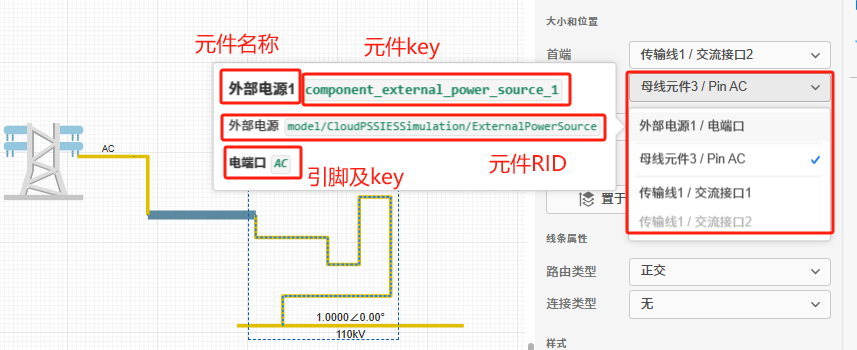 大小和位置
元件名称
元件key
首端
传输线1 / 交流接口2
外部电源1 component_external_power_source_1
母线元件3 / Pin AC
外部电源 model/CloudPSSIESSimulation/ExternalPowerSource
外部电源1 / 电端口
AC
母线元件3 / Pin AC
电端口 AC
引脚及key
元件RID
传输线1 / 交流接口1
置于
传输线1 / 交流接口2
线条属性
路由类型
正交
连接类型
无
1.0000∠0.00°
110kV
样式